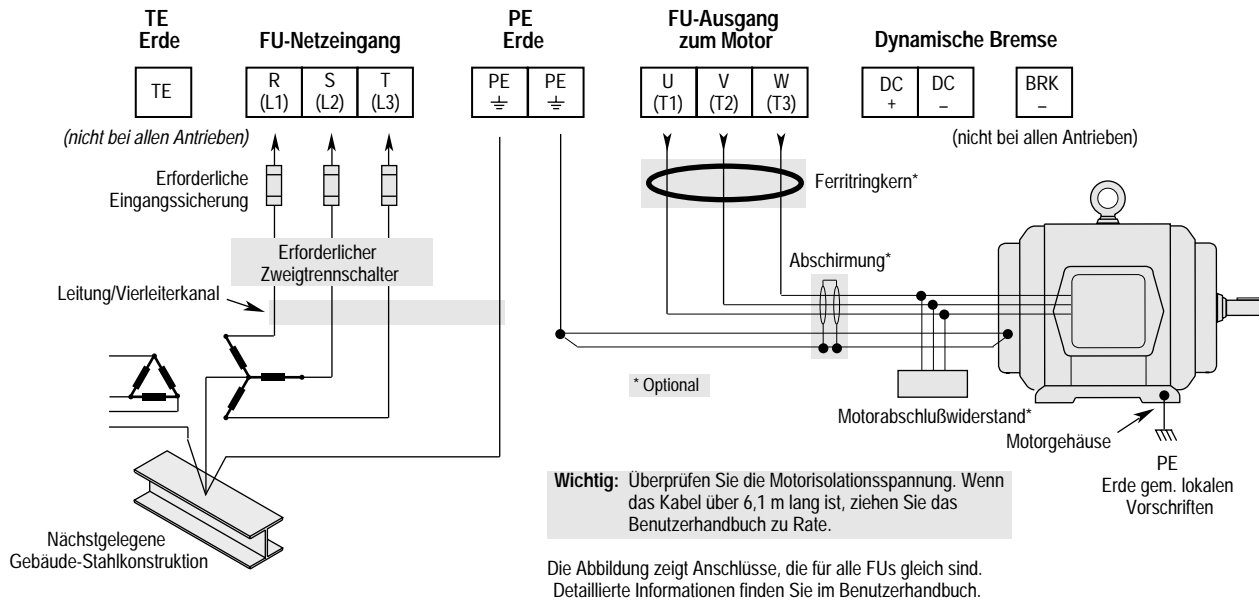 TE
Erde
FU-Netzeingang
PE
Erde
FU-Ausgang
zum Motor
Dynamische Bremse
TE
R
(L1)
S
(L2)
T
(L3)
PE
PE
U
(T1)
V
(T2)
W
(T3)
DC
+
DC
–
BRK
–
(nicht bei allen Antrieben)
(nicht bei allen Antrieben)
Erforderliche
Eingangssicherung
Ferritringkern*
Erforderlicher
Zweigtrennschalter
Abschirmung*
Leitung/Vierleiterkanal
* Optional
Motorabschlußwiderstand*
Motorgehäuse
PE
Erde gem. lokalen
Vorschriften
Wichtig: Überprüfen Sie die Motorisolationsspannung. Wenn
das Kabel über 6,1 m lang ist, ziehen Sie das
Benutzerhandbuch zu Rate.
Nächstgelegene
Gebäude-Stahlkonstruktion
Die Abbildung zeigt Anschlüsse, die für alle FUs gleich sind.
Detaillierte Informationen finden Sie im Benutzerhandbuch.